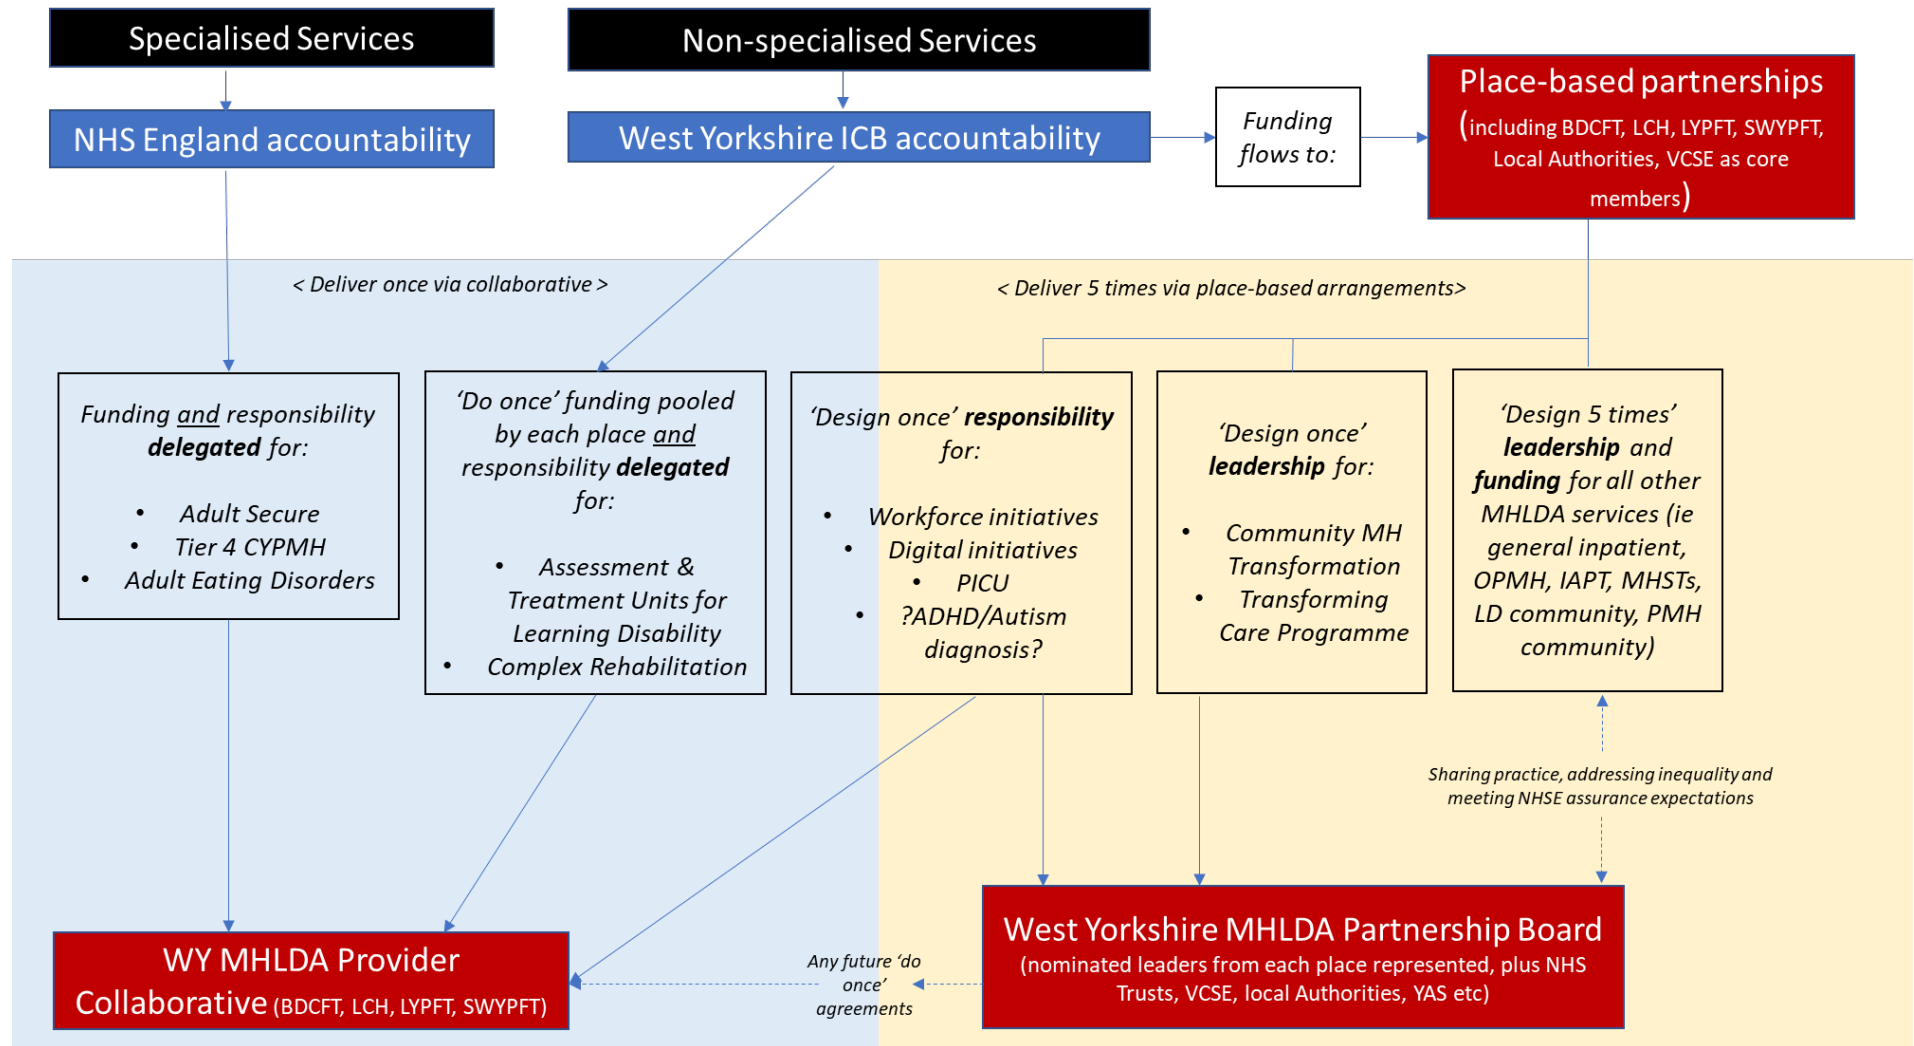 Specialised Services
Non-specialised Services
NHS England accountability
West Yorkshire ICB accountability
Funding
flows to:
Place-based partnerships
(including BDCFT, LCH, LYPFT, SWYPFT,
Local Authorities, VCSE as core
members)
< Deliver once via collaborative >
< Deliver 5 times via place-based arrangements>
Funding and responsibility
delegated for:
• Adult Secure
• Tier 4 CYPMH
• Adult Eating Disorders
‘Do once’ funding pooled
by each place and
responsibility delegated
for:
• Assessment &
Treatment Units for
Learning Disability
• Complex Rehabilitation
‘Design once’ responsibility
for:
• Workforce initiatives
• Digital initiatives
• PICU
• ?ADHD/Autism
diagnosis?
‘Design once’
leadership for:
• Community MH
Transformation
• Transforming
Care Programme
‘Design 5 times’
leadership and
funding for all other
MHLDA services (ie
general inpatient,
OPMH, IAPT, MHSTs,
LD community, PMH
community)
Sharing practice, addressing inequality and
meeting NHSE assurance expectations
WY MHLDA Provider
Collaborative (BDCFT, LCH, LYPFT, SWYPFT)
Any future ‘do
once’
agreements
West Yorkshire MHLDA Partnership Board
(nominated leaders from each place represented, plus NHS
Trusts, VCSE, local Authorities, YAS etc)